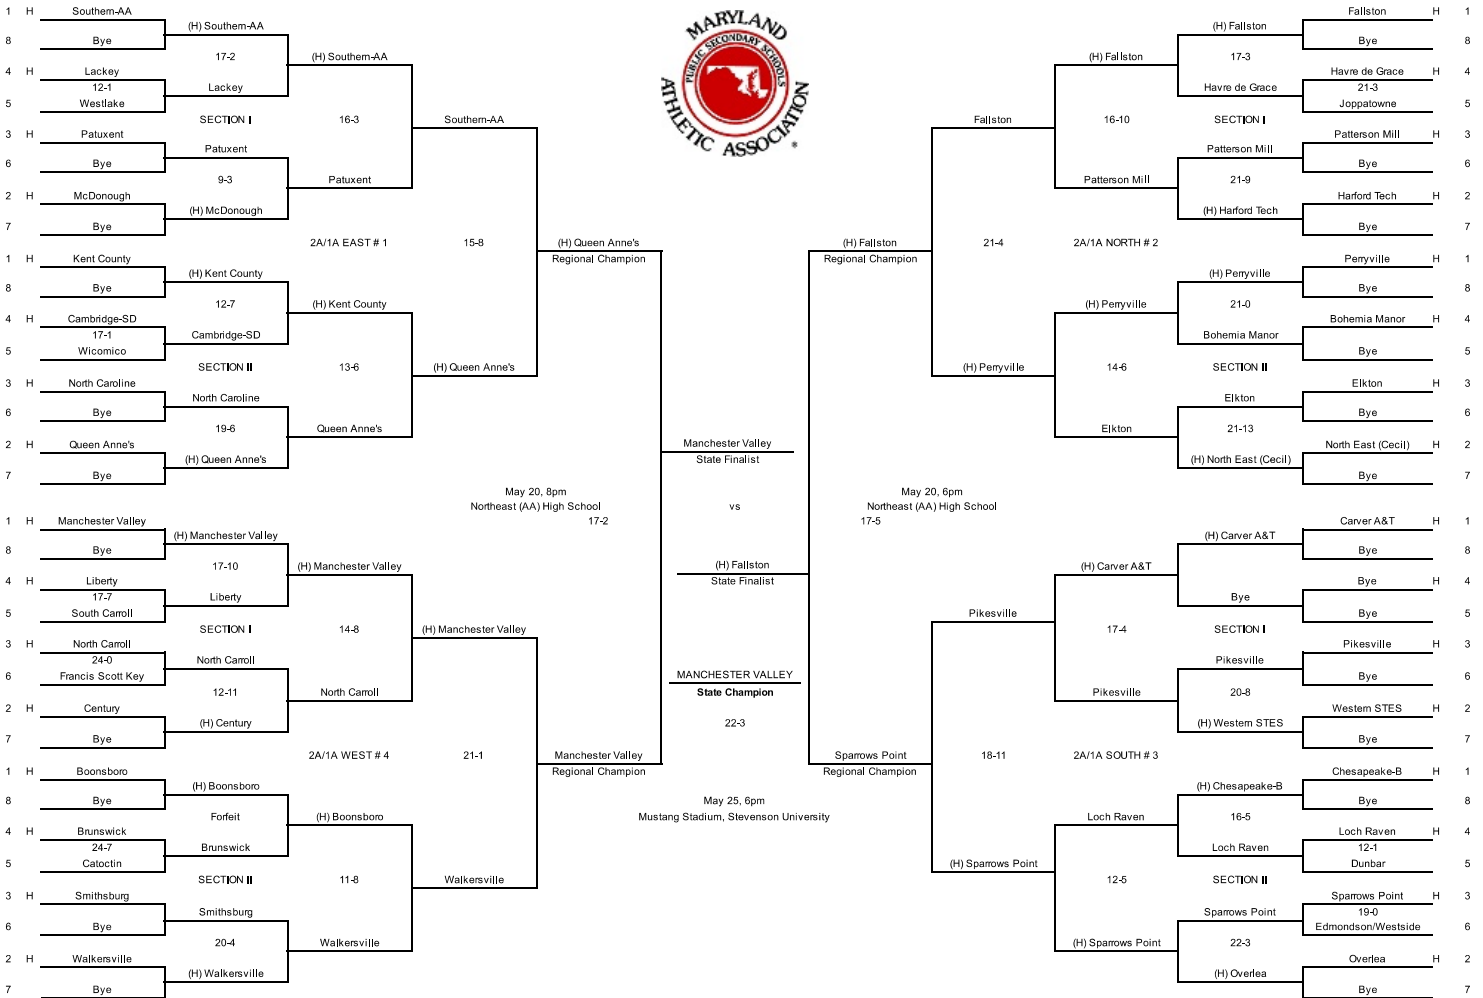 MARYLAND
PUBLIC SECONDARY SCHOOLS
ATHLETIC ASSOCIATION
®
1 H Southern-AA
8 Bye
(H) Southern-AA
17-2
4 H Lackey
12-1
5 Westlake
Lackey
(H) Southern-AA
SECTION I
16-3
3 H Patuxent
6 Bye
Patuxent
9-3
2 H McDonough
7 Bye
(H) McDonough
Patuxent
Southern-AA
2A/1A EAST # 1
15-8
1 H Kent County
8 Bye
(H) Kent County
12-7
4 H Cambridge-SD
17-1
5 Wicomico
Cambridge-SD
(H) Kent County
SECTION II
13-6
3 H North Caroline
6 Bye
North Caroline
19-6
2 H Queen Anne's
7 Bye
(H) Queen Anne's
Queen Anne's
(H) Queen Anne's
(H) Queen Anne's
Regional Champion
May 20, 8pm
Northeast (AA) High School
17-2
1 H Manchester Valley
8 Bye
(H) Manchester Valley
17-10
4 H Liberty
17-7
5 South Carroll
Liberty
(H) Manchester Valley
SECTION I
14-8
3 H North Carroll
24-0
6 Francis Scott Key
North Carroll
12-11
2 H Century
7 Bye
(H) Century
North Carroll
(H) Manchester Valley
2A/1A WEST # 4
21-1
1 H Boonsboro
8 Bye
(H) Boonsboro
Forfeit
4 H Brunswick
24-7
5 Catoctin
Brunswick
(H) Boonsboro
SECTION II
11-8
3 H Smithsburg
6 Bye
Smithsburg
20-4
2 H Walkersville
7 Bye
(H) Walkersville
Walkersville
Walkersville
Manchester Valley
Regional Champion
Manchester Valley
State Finalist
vs
(H) Fallston
State Finalist
MANCHESTER VALLEY
State Champion
22-3
May 25, 6pm
Mustang Stadium, Stevenson University
Fallston H 1
Bye 8
(H) Fallston
17-3
Havre de Grace H 4
21-3
Joppatowne 5
Havre de Grace
(H) Fallston
16-10
SECTION I
Patterson Mill H 3
Bye 6
Patterson Mill
21-9
Harford Tech H 2
Bye 7
(H) Harford Tech
Patterson Mill
Fallston
21-4
2A/1A NORTH # 2
Perryville H 1
Bye 8
(H) Perryville
21-0
Bohemia Manor H 4
Bye 5
Bohemia Manor
(H) Perryville
14-6
SECTION II
Elkton H 3
Bye 6
Elkton
21-13
North East (Cecil) H 2
Bye 7
(H) North East (Cecil)
Elkton
(H) Perryville
(H) Fallston
Regional Champion
May 20, 6pm
Northeast (AA) High School
17-5
Carver A&T H 1
Bye 8
(H) Carver A&T
Bye H 4
Bye 5
Bye
(H) Carver A&T
17-4
SECTION I
Pikesville H 3
Bye 6
Pikesville
20-8
Western STES H 2
Bye 7
(H) Western STES
Pikesville
Pikesville
18-11
2A/1A SOUTH # 3
Chesapeake-B H 1
Bye 8
(H) Chesapeake-B
16-5
Loch Raven H 4
12-1
Dunbar 5
Loch Raven
Loch Raven
12-5
SECTION II
Sparrows Point H 3
19-0
Edmondson/Westside 6
Sparrows Point
22-3
Overlea H 2
Bye 7
(H) Overlea
(H) Sparrows Point
(H) Sparrows Point
Sparrows Point
Regional Champion